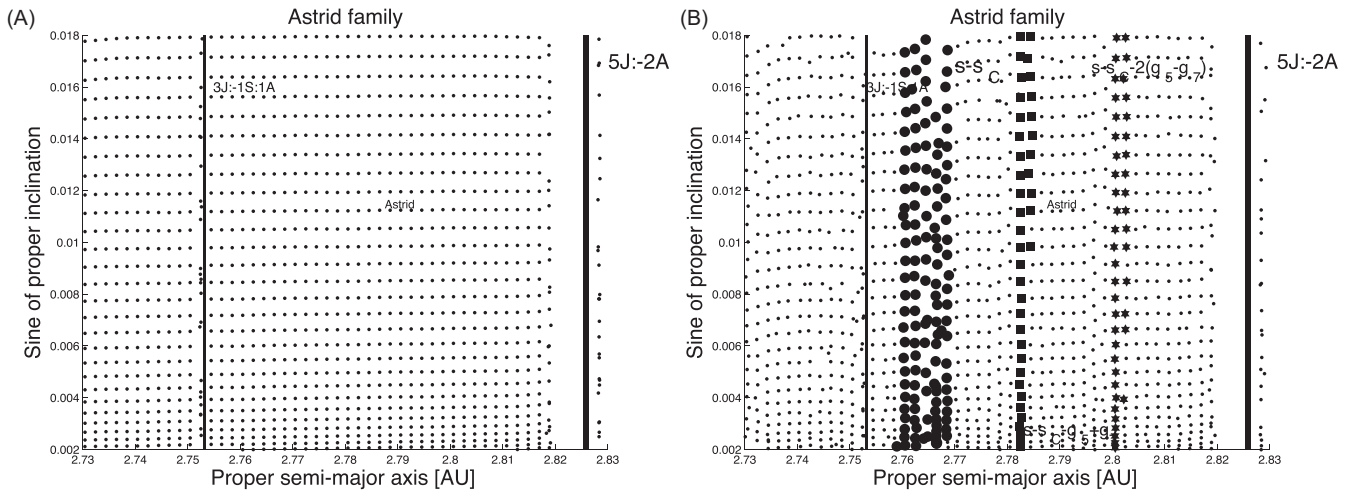 (A)
Astrid family
0.018
0.016
0.014
0.012
0.01
0.008
0.006
0.004
0.002
Sine of proper inclination
3J:-1S:1A
5J:-2A
Astrid
2.73 2.74 2.75 2.76 2.77 2.78 2.79 2.8 2.81 2.82 2.83
Proper semi-major axis [AU]
(B)
Astrid family
0.018
0.016
0.014
0.012
0.01
0.008
0.006
0.004
0.002
Sine of proper inclination
3J:-1S:1A
s-s C
s-s C -2(g 5 -g 7 )
5J:-2A
Astrid
2.73 2.74 2.75 2.76 2.77 2.78 2.79 2.8 2.81 2.82 2.83
Proper semi-major axis [AU]